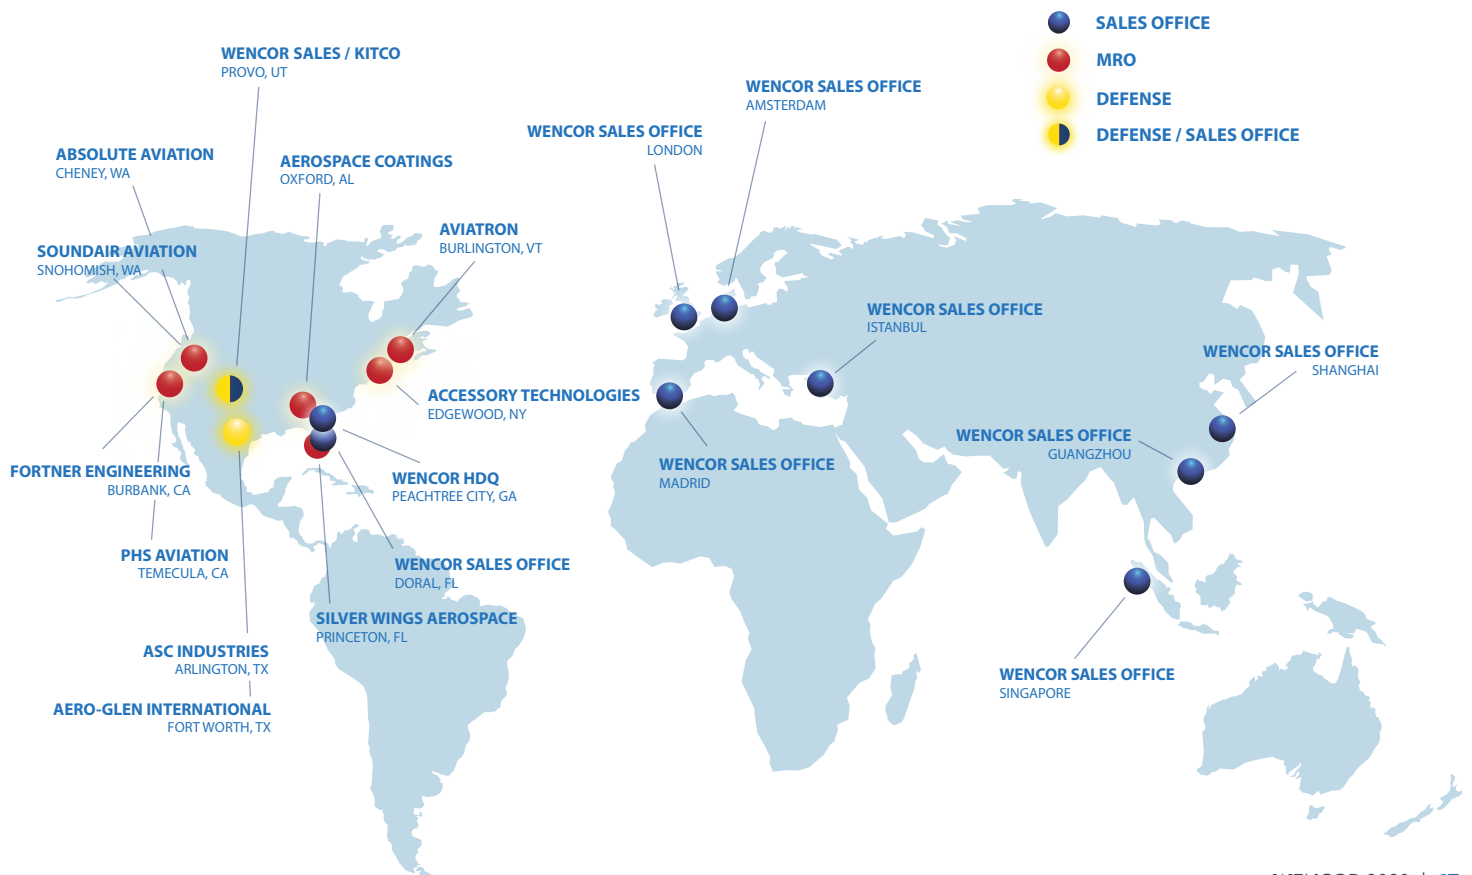 SALES OFFICE
MRO
DEFENSE
DEFENSE / SALES OFFICE
WENCOR SALES / KITCO
PROVO, UT
ABSOLUTE AVIATION
CHENEY, WA
AEROSPACE COATINGS
OXFORD, AL
SOUNDAIR AVIATION
SNOHOMISH, WA
AVIATRON
BURLINGTON, VT
WENCOR SALES OFFICE
LONDON
WENCOR SALES OFFICE
AMSTERDAM
WENCOR SALES OFFICE
ISTANBUL
WENCOR SALES OFFICE
SHANGHAI
ACCESSORY TECHNOLOGIES
EDGEWOOD, NY
WENCOR SALES OFFICE
GUANGZHOU
WENCOR SALES OFFICE
MADRID
FORTNER ENGINEERING
BURBANK, CA
WENCOR HDQ
PEACHTREE CITY, GA
PHS AVIATION
TEMECULA, CA
WENCOR SALES OFFICE
DORAL, FL
SILVER WINGS AEROSPACE
PRINCETON, FL
ASC INDUSTRIES
ARLINGTON, TX
WENCOR SALES OFFICE
SINGAPORE
AERO-GLEN INTERNATIONAL
FORT WORTH, TX